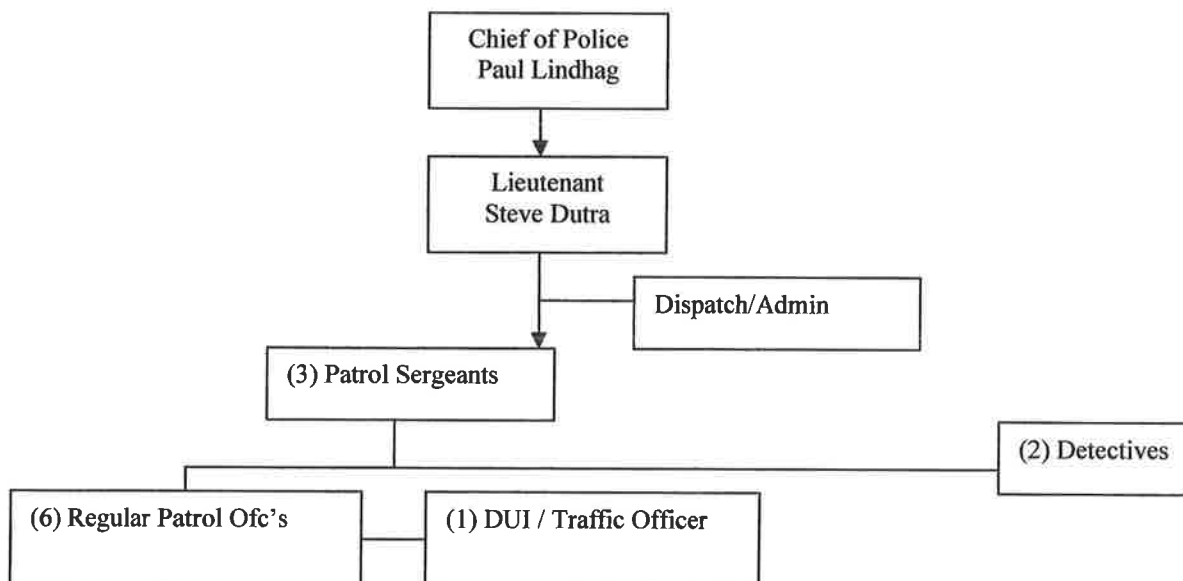 Chief of Police
Paul Lindhag
Lieutenant
Steve Dutra
Dispatch/Admin
(3) Patrol Sergeants
(2) Detectives
(6) Regular Patrol Ofc's
(1) DUI / Traffic Officer